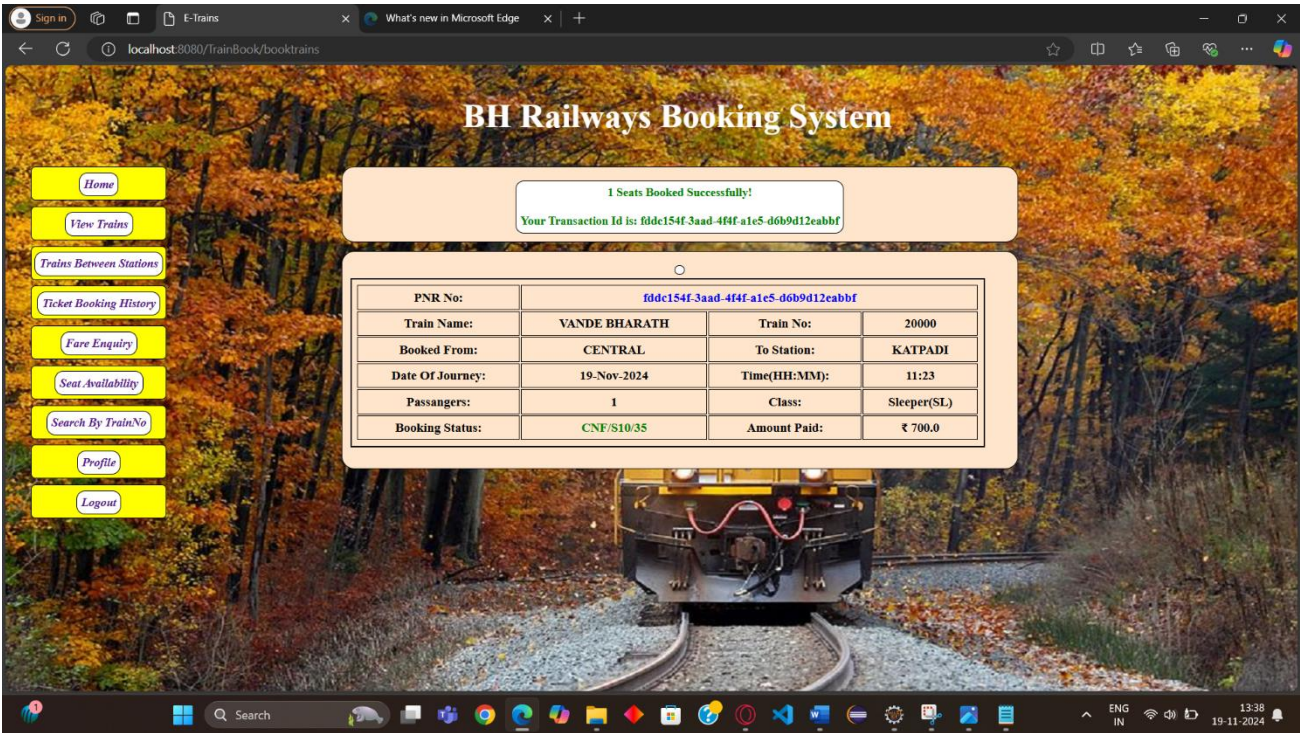 Sign in
E-Trains
What's new in Microsoft Edge
localhost:8080/TrainBook/booktrains
BH Railways Booking System
Home
View Trains
Trains Between Stations
Ticket Booking History
Fare Enquiry
Seat Availability
Search By TrainNo
Profile
Logout
1 Seats Booked Successfully!
Your Transaction Id is: fddc154f-3aad-4f4f-a1e5-d6b9d12eabbf
PNR No: fddc154f-3aad-4f4f-a1e5-d6b9d12eabbf
Train Name: VANDE BHARATH Train No: 20000
Booked From: CENTRAL To Station: KATPADI
Date Of Journey: 19-Nov-2024 Time(HH:MM): 11:23
Passangers: 1 Class: Sleeper(SL)
Booking Status: CNF/S10/35 Amount Paid: ₹ 700.0
1
Search
ENG
IN
13:38
19-11-2024